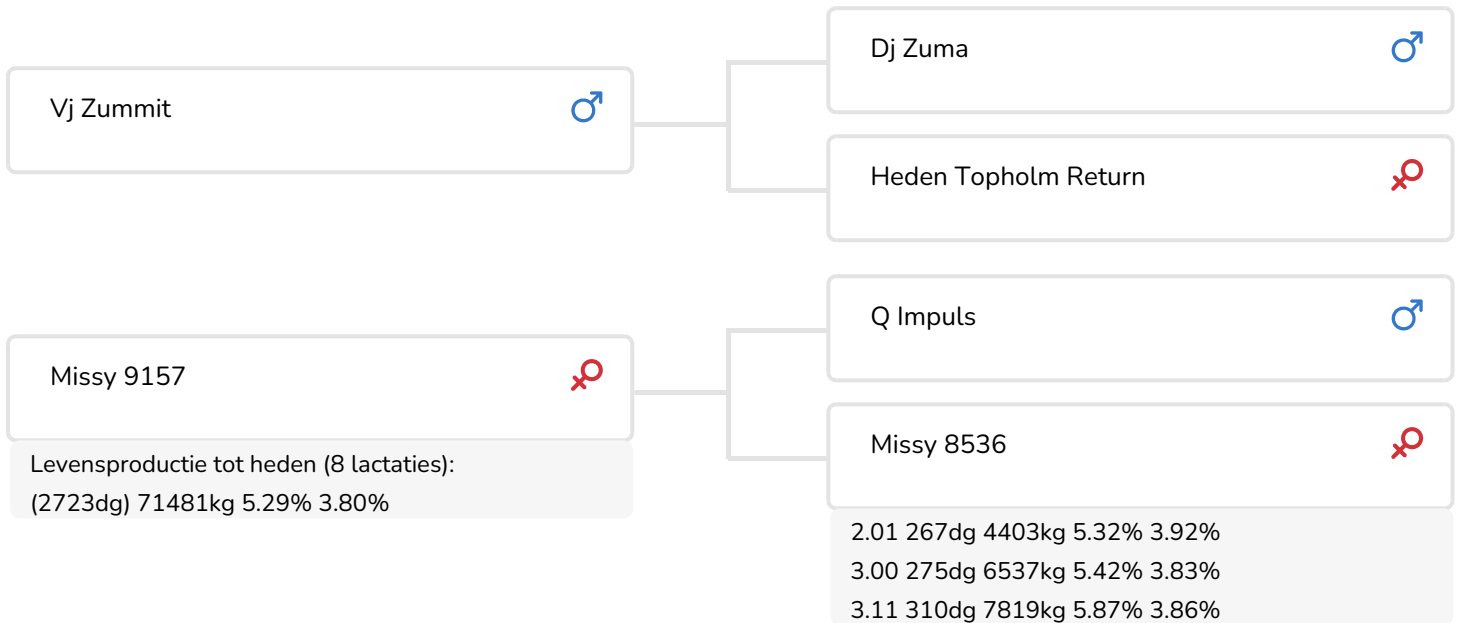 Vj Zummit
Dj Zuma
Heden Topholm Return
Missy 9157
Levensproductie tot heden (8 lactaties):
(2723dg) 71481kg 5.29% 3.80%
Q Impuls
Missy 8536
2.01 267dg 4403kg 5.32% 3.92%
3.00 275dg 6537kg 5.42% 3.83%
3.11 310dg 7819kg 5.87% 3.86%